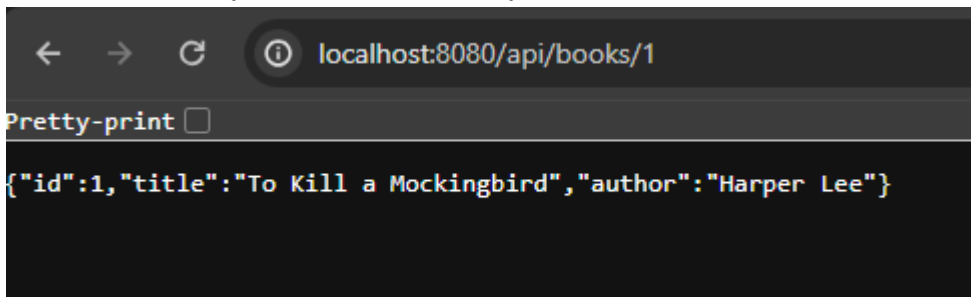 localhost:8080/api/books/1
Pretty-print
{"id":1,"title":"To Kill a Mockingbird","author":"Harper Lee"}